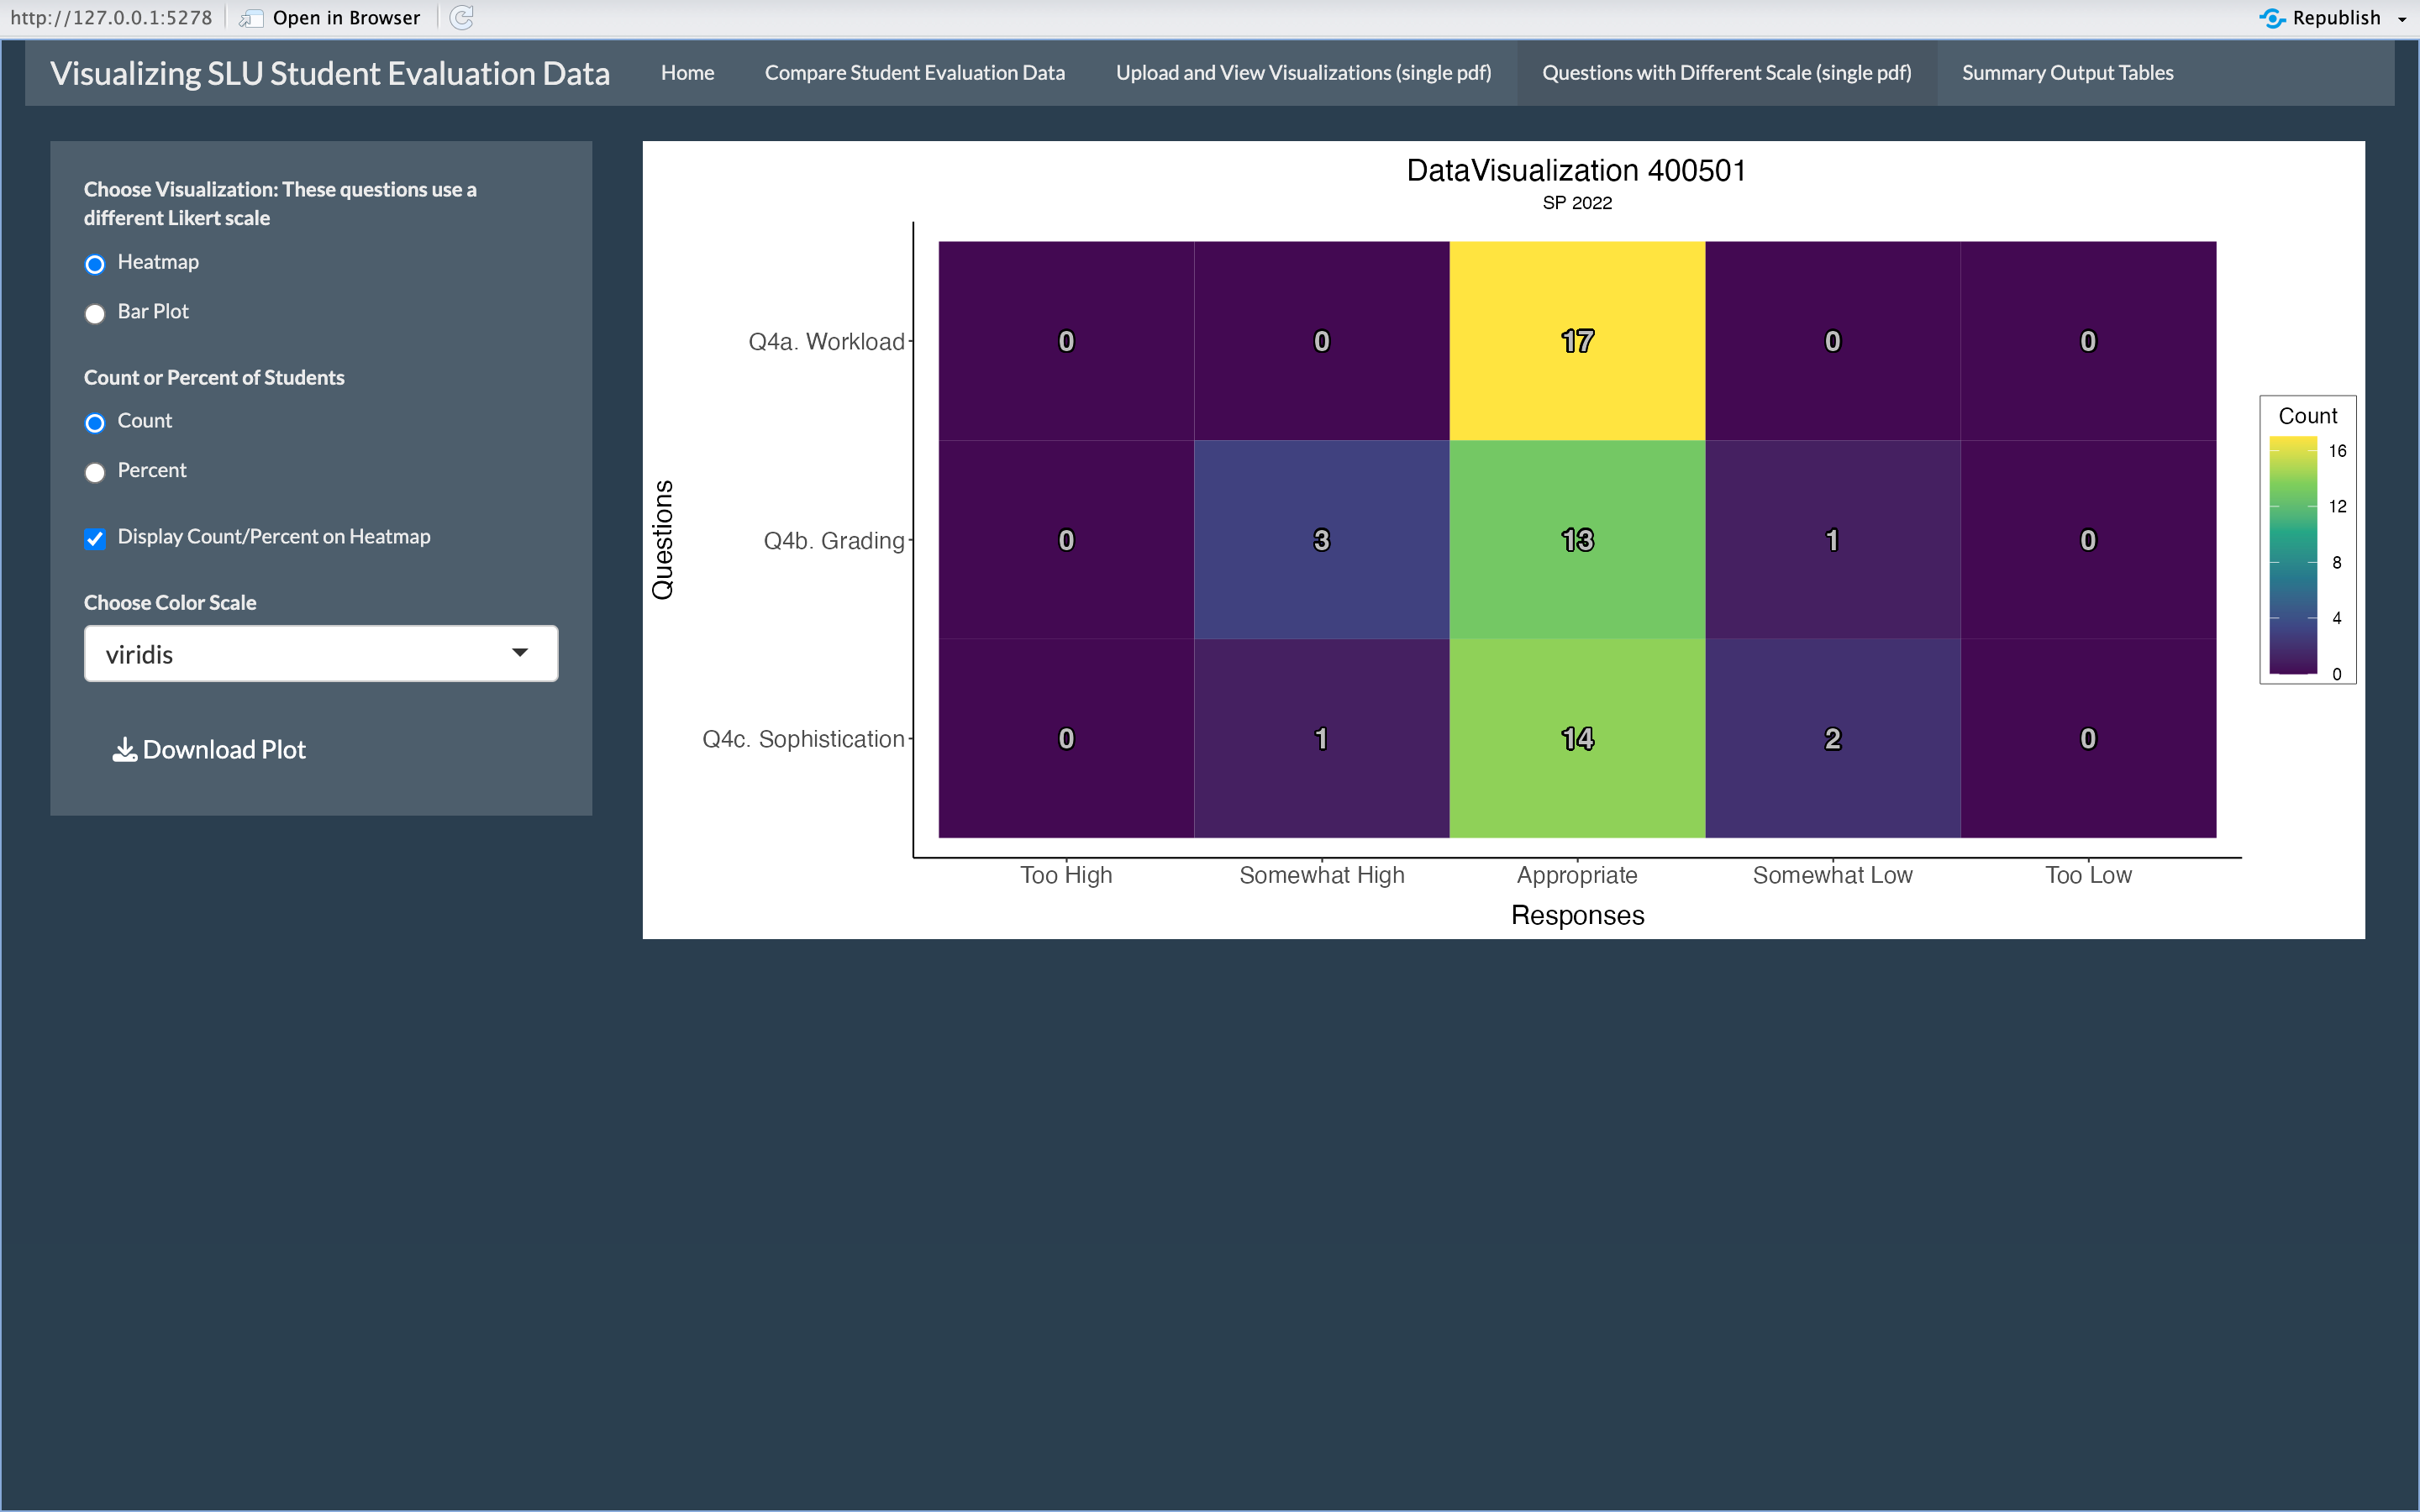 http://127.0.0.1:5278 Open in Browser Republish
Visualizing SLU Student Evaluation Data Home Compare Student Evaluation Data Upload and View Visualizations (single pdf) Questions with Different Scale (single pdf) Summary Output Tables
Choose Visualization: These questions use a
different Likert scale
Heatmap
Bar Plot
Count or Percent of Students
Count
Percent
Display Count/Percent on Heatmap
Choose Color Scale
viridis
Download Plot
DataVisualization 400501
SP 2022
Questions
Q4a. Workload 0 0 17 0 0
Q4b. Grading 0 3 13 1 0
Q4c. Sophistication 0 1 14 2 0
Too High Somewhat High Appropriate Somewhat Low Too Low
Responses
Count
16
12
8
4
0